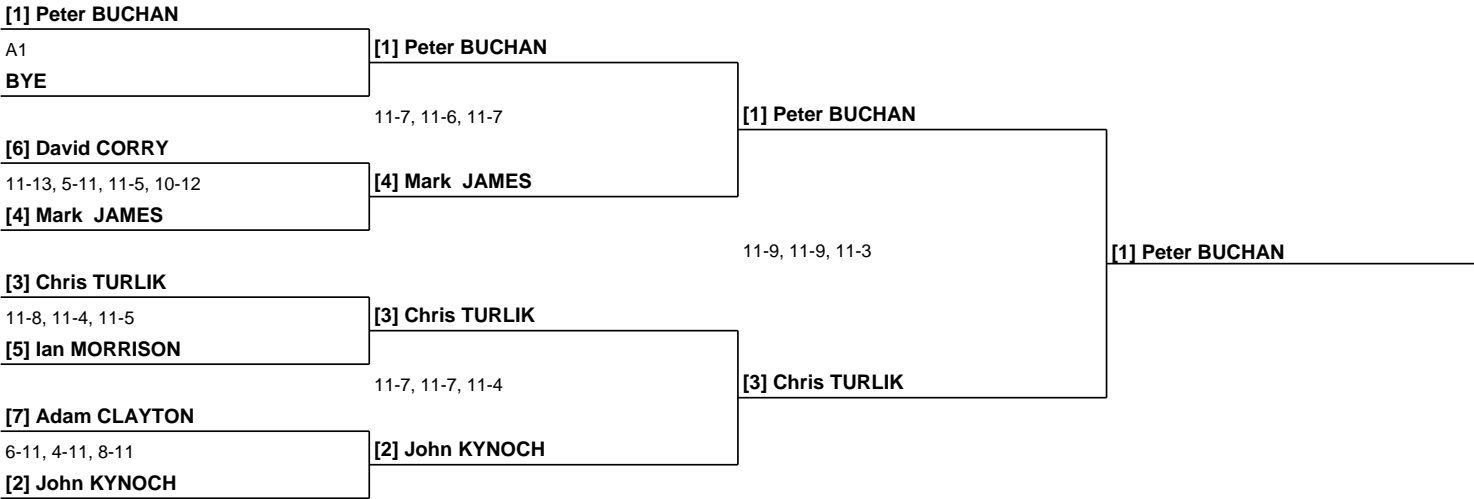 [1] Peter BUCHAN
A1
BYE
[6] David CORRY
11-13, 5-11, 11-5, 10-12
[4] Mark  JAMES
[3] Chris TURLIK
11-8, 11-4, 11-5
[5] Ian MORRISON
[7] Adam CLAYTON
6-11, 4-11, 8-11
[2] John KYNOCH
[1] Peter BUCHAN
11-7, 11-6, 11-7
[4] Mark  JAMES
[3] Chris TURLIK
11-7, 11-7, 11-4
[2] John KYNOCH
[1] Peter BUCHAN
11-9, 11-9, 11-3
[3] Chris TURLIK
[1] Peter BUCHAN